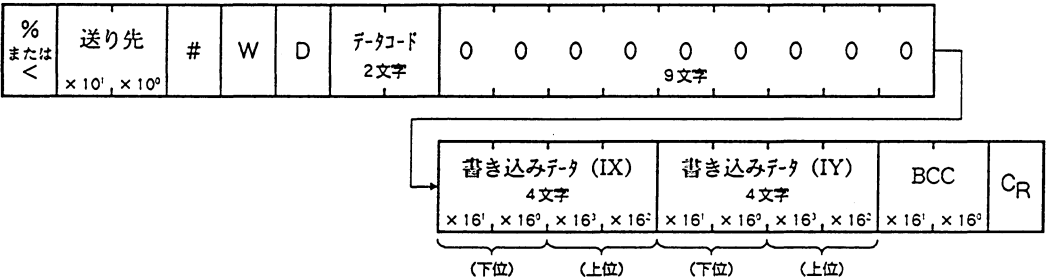 % または <
送り先
×10¹, ×10⁰
#
W
D
データコード
2文字
0 0 0 0 0 0 0 0 0
9文字
書き込みデータ (IX)
4文字
×16¹, ×16⁰, ×16³, ×16²
書き込みデータ (IY)
4文字
×16¹, ×16⁰, ×16³, ×16²
BCC
×16¹, ×16⁰
CR
(下位)
(上位)
(下位)
(上位)